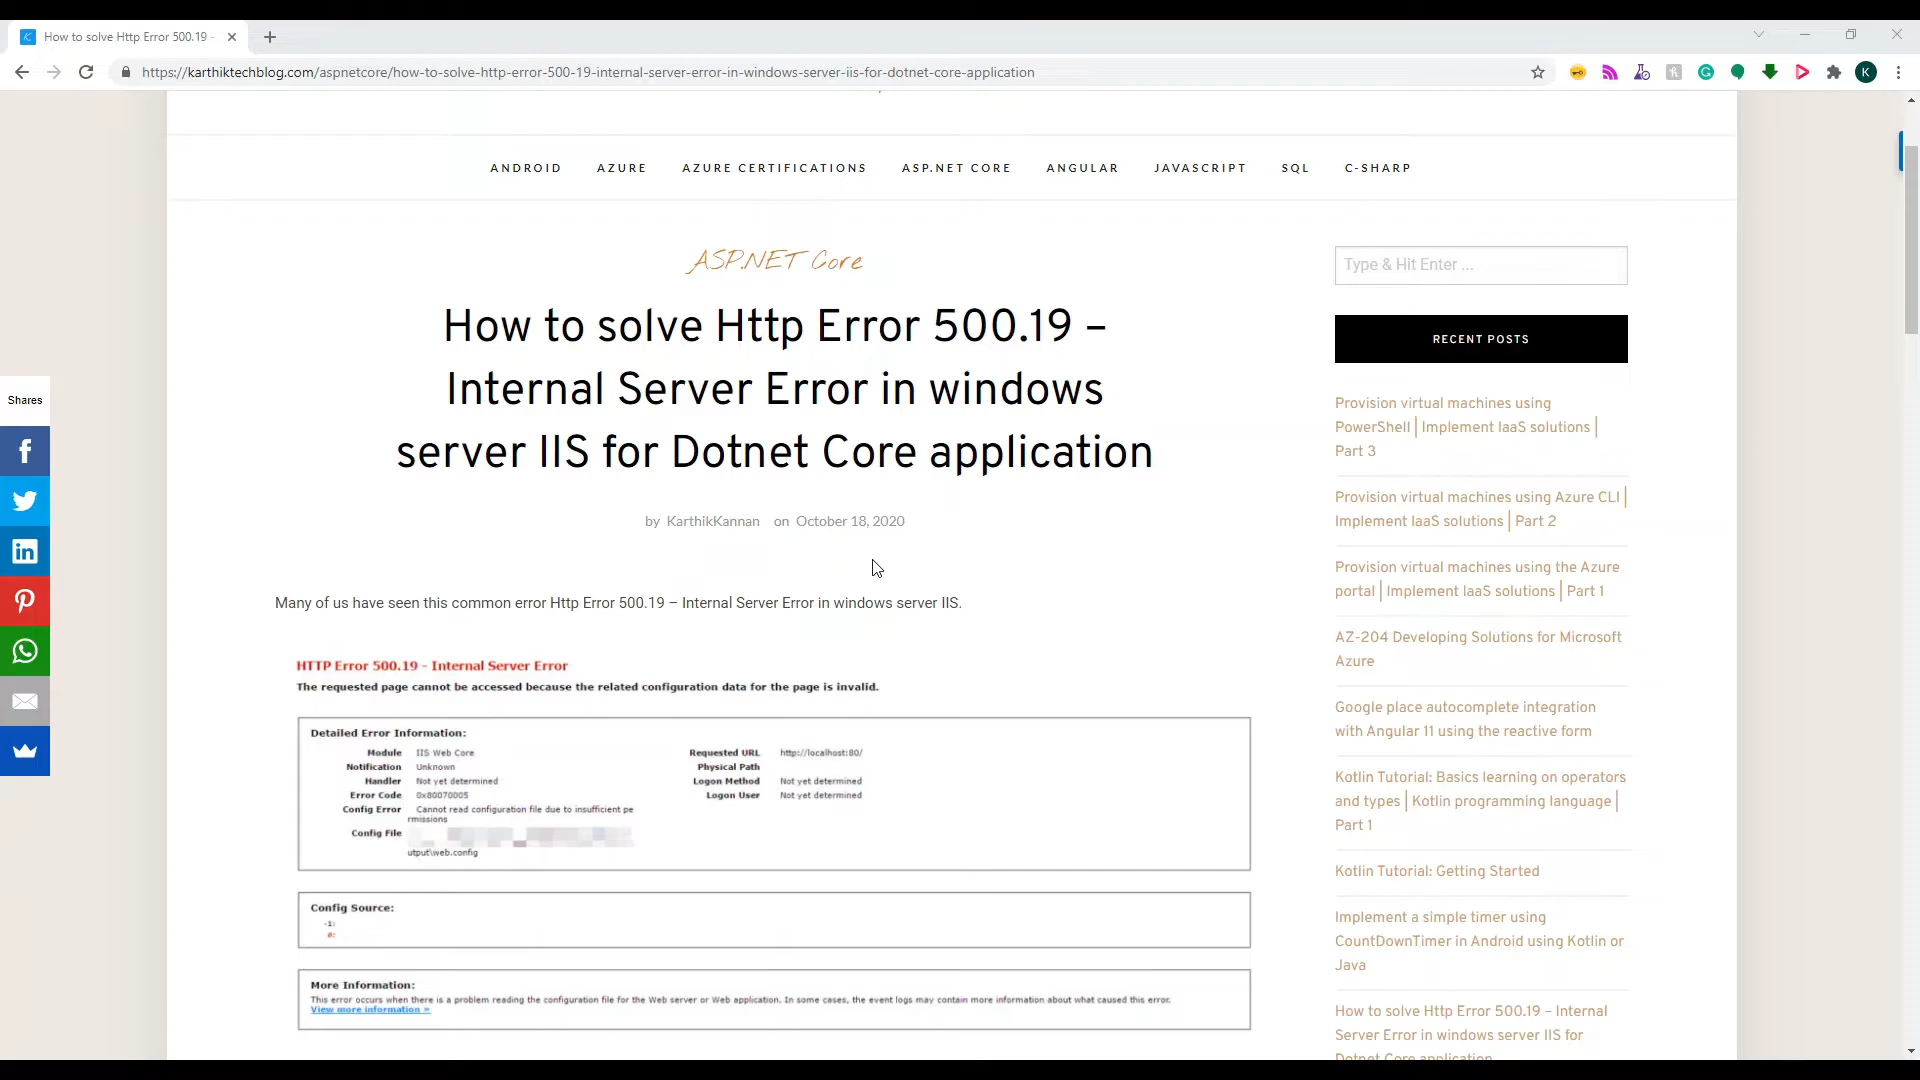 How to solve Http Error 500.19 -
https://karthiktechblog.com/aspnetcore/how-to-solve-http-error-500-19-internal-server-error-in-windows-server-iis-for-dotnet-core-application
K
ANDROID AZURE AZURE CERTIFICATIONS ASP.NET CORE ANGULAR JAVASCRIPT SQL C-SHARP
ASP.NET Core
How to solve Http Error 500.19 –
Internal Server Error in windows
server IIS for Dotnet Core application
by KarthikKannan on October 18, 2020
Many of us have seen this common error Http Error 500.19 – Internal Server Error in windows server IIS.
HTTP Error 500.19 - Internal Server Error
The requested page cannot be accessed because the related configuration data for the page is invalid.
Detailed Error Information:
Module IIS Web Core
Notification Unknown
Handler Not yet determined
Error Code 0x80070005
Config Error Cannot read configuration file due to insufficient pe
rmissions
Config File
utput\web.config
Requested URL http://localhost:80/
Physical Path
Logon Method Not yet determined
Logon User Not yet determined
Config Source:
-1:
0:
More Information:
This error occurs when there is a problem reading the configuration file for the Web server or Web application. In some cases, the event logs may contain more information about what caused this error.
View more information »
Shares
Type & Hit Enter ...
RECENT POSTS
Provision virtual machines using
PowerShell | Implement IaaS solutions |
Part 3
Provision virtual machines using Azure CLI |
Implement IaaS solutions | Part 2
Provision virtual machines using the Azure
portal | Implement IaaS solutions | Part 1
AZ-204 Developing Solutions for Microsoft
Azure
Google place autocomplete integration
with Angular 11 using the reactive form
Kotlin Tutorial: Basics learning on operators
and types | Kotlin programming language |
Part 1
Kotlin Tutorial: Getting Started
Implement a simple timer using
CountDownTimer in Android using Kotlin or
Java
How to solve Http Error 500.19 – Internal
Server Error in windows server IIS for
Dotnet Core application